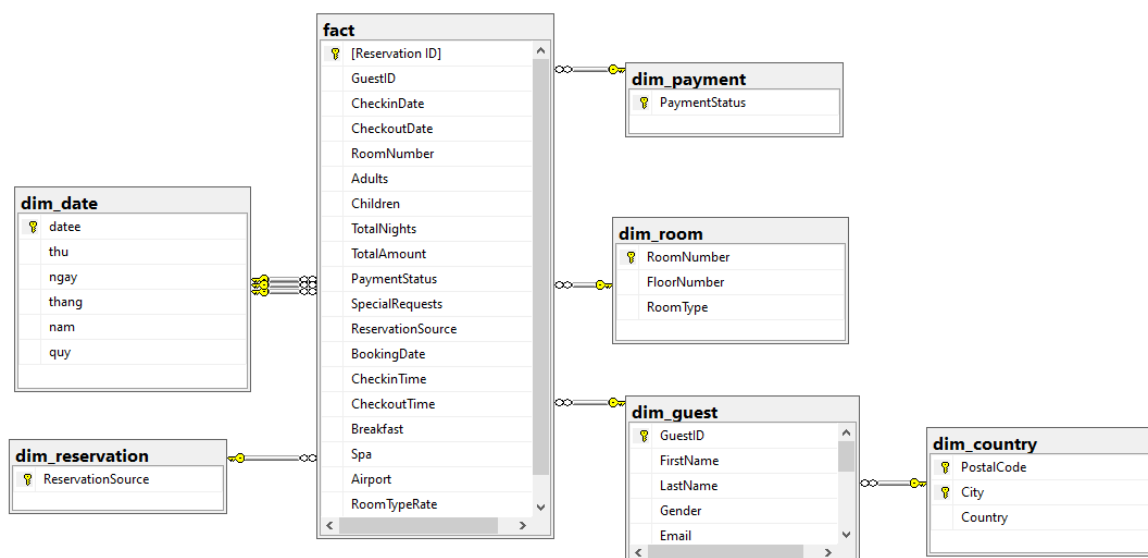 fact
[Reservation ID]
GuestID
CheckinDate
CheckoutDate
RoomNumber
Adults
Children
TotalNights
TotalAmount
PaymentStatus
SpecialRequests
ReservationSource
BookingDate
CheckinTime
CheckoutTime
Breakfast
Spa
Airport
RoomTypeRate
dim_date
datee
thu
ngay
thang
nam
quy
dim_reservation
ReservationSource
dim_payment
PaymentStatus
dim_room
RoomNumber
FloorNumber
RoomType
dim_guest
GuestID
FirstName
LastName
Gender
Email
dim_country
PostalCode
City
Country